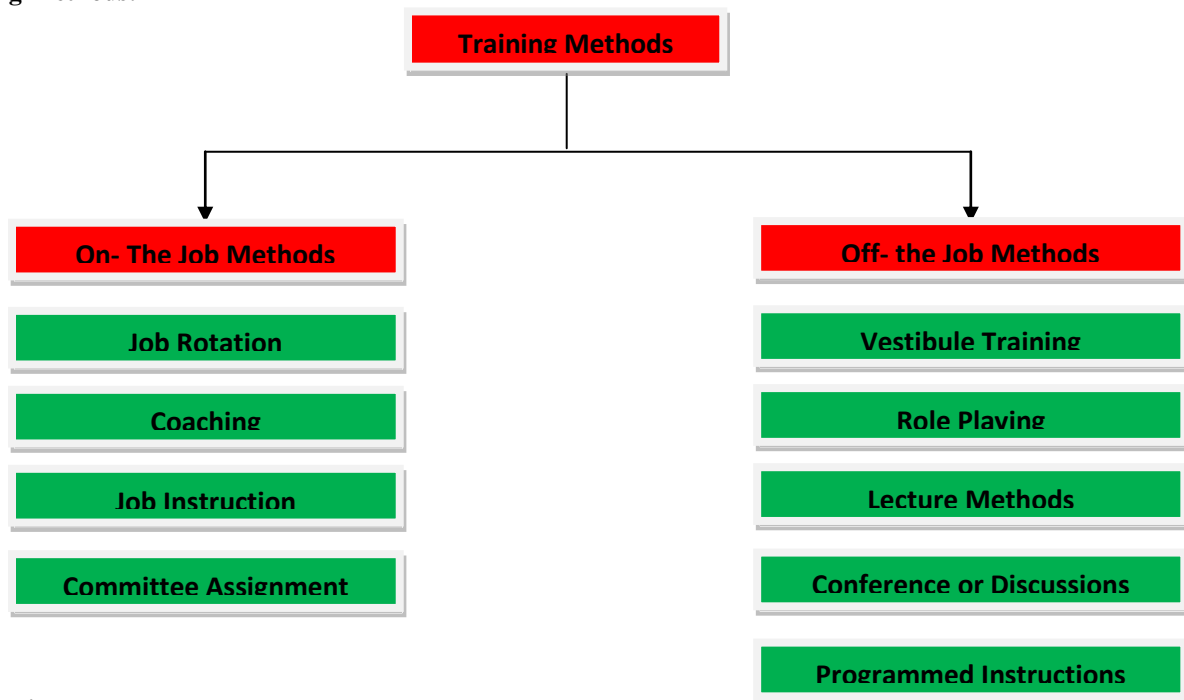 Training Methods
On- The Job Methods
Job Rotation
Coaching
Job Instruction
Committee Assignment
Off- the Job Methods
Vestibule Training
Role Playing
Lecture Methods
Conference or Discussions
Programmed Instructions